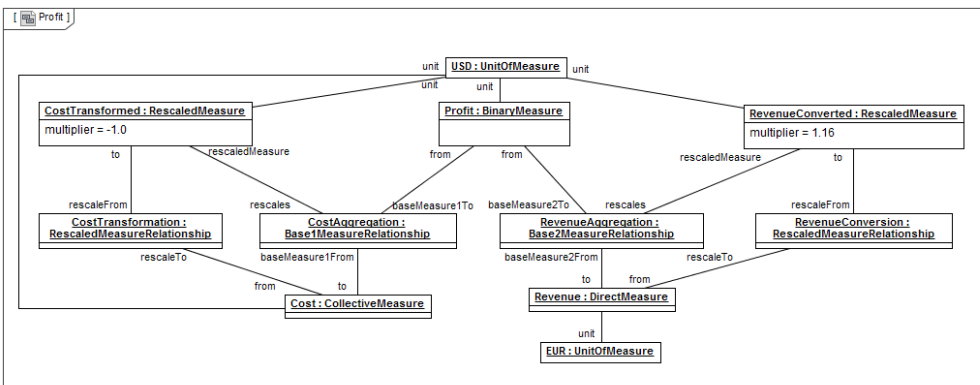 [ Profit ]
unit USD : UnitOfMeasure unit
unit unit
CostTransformed : RescaledMeasure Profit : BinaryMeasure RevenueConverted : RescaledMeasure
multiplier = -1.0 multiplier = 1.16
to rescaledMeasure from from rescaledMeasure to
rescaleFrom rescales baseMeasure1To baseMeasure2To rescales rescaleFrom
CostTransformation : CostAggregation : RevenueAggregation : RevenueConversion :
RescaledMeasureRelationship Base1MeasureRelationship Base2MeasureRelationship RescaledMeasureRelationship
rescaleTo baseMeasure1From baseMeasure2From rescaleTo
from to to from
Cost : CollectiveMeasure Revenue : DirectMeasure
unit
EUR : UnitOfMeasure